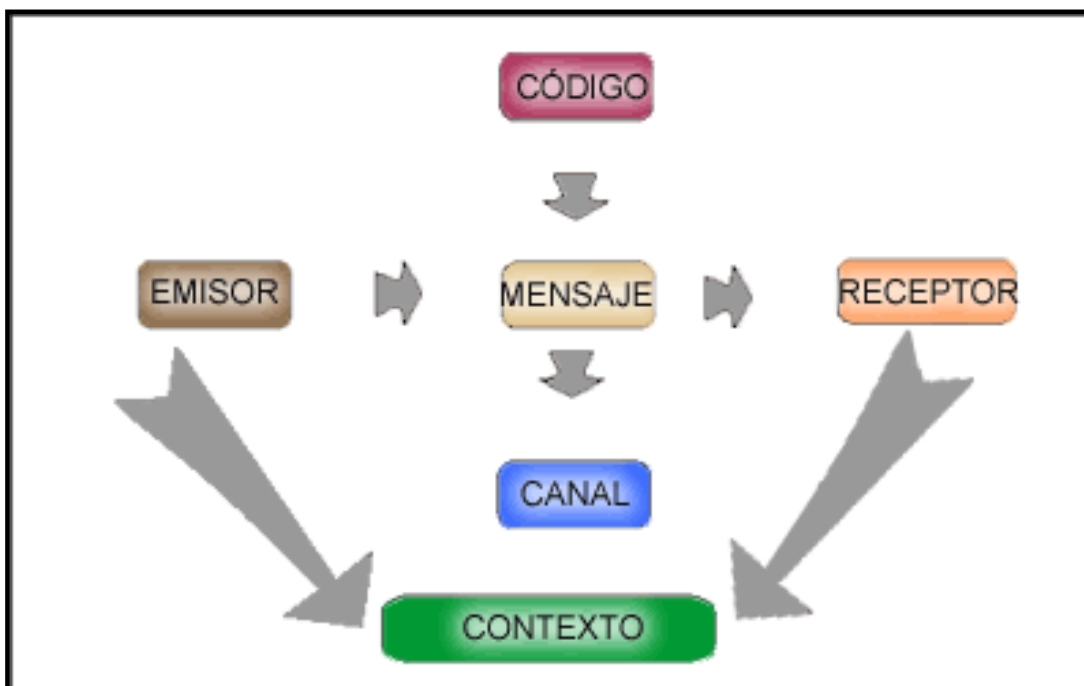 CÓDIGO
EMISOR
MENSAJE
RECEPTOR
CANAL
CONTEXTO